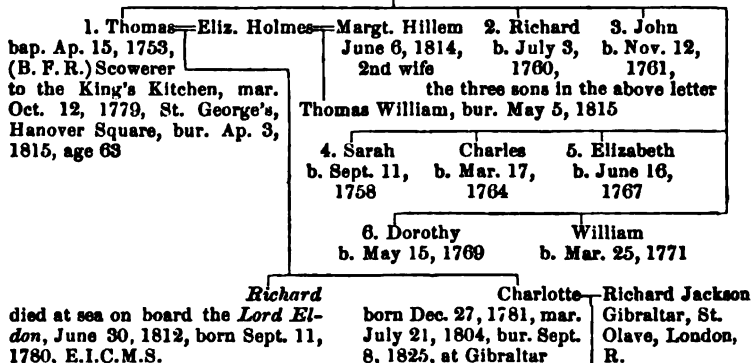 1. Thomas=Eliz. Holmes=Margt. Hillem 2. Richard 3. John
bap. Ap. 15, 1753, June 6, 1814, b. July 3, b. Nov. 12,
(B. F. R.) Scowerer 2nd wife 1760, 1761,
to the King's Kitchen, mar. the three sons in the above letter
Oct. 12, 1779, St. George's, Thomas William, bur. May 5, 1815
Hanover Square, bur. Ap. 3,
1815, age 63
4. Sarah Charles 5. Elizabeth
b. Sept. 11, b. Mar. 17, b. June 16,
1758 1764 1767
6. Dorothy William
b. May 15, 1769 b. Mar. 25, 1771
Richard Charlotte Richard Jackson
died at sea on board the Lord El- born Dec. 27, 1781, mar. Gibraltar, St.
don, June 30, 1812, born Sept. 11, July 21, 1804, bur. Sept. Olave, London,
1780, E.I.C.M.S. 8, 1825, at Gibraltar R.